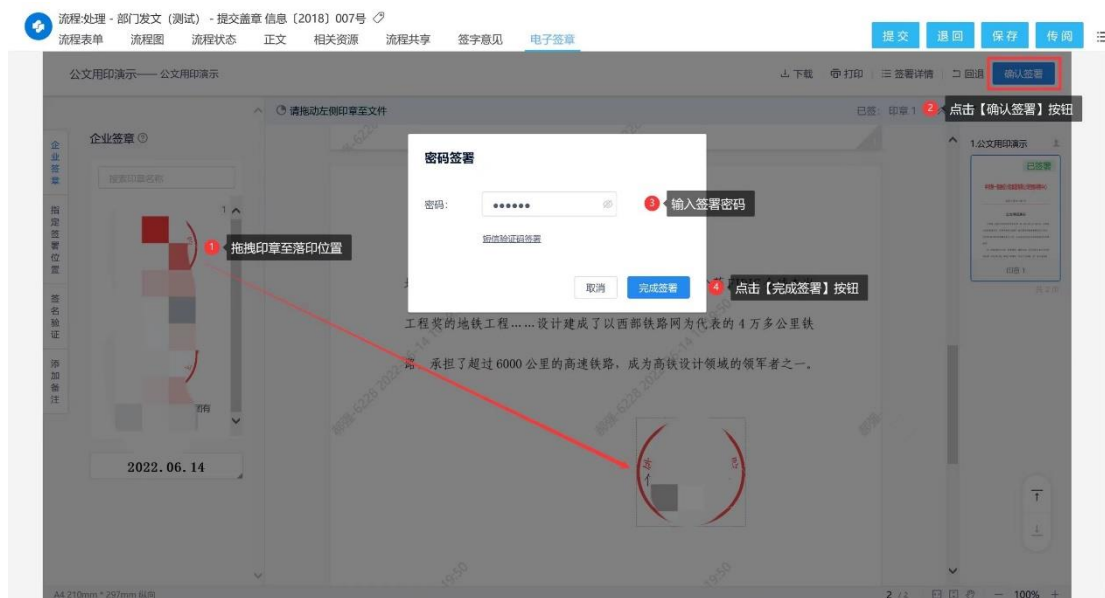 流程:处理 - 部门发文（测试） - 提交盖章 信息〔2018〕007号
流程表单 流程图 流程状态 正文 相关资源 流程共享 签字意见 电子签章
提交 退回 保存 传阅
公文用印演示—— 公文用印演示
下载 打印 签署详情 回退 确认签署
请拖动左侧印章至文件
已签: 印章 1
2 点击【确认签署】按钮
企业签章
指定签署位置
签名验证
添加备注
企业签章
搜索印章名称
1
1 拖拽印章至落印位置
2022.06.14
密码签署
密码: ●●●●●●
3 输入签署密码
短信验证码签署
取消 完成签署
4 点击【完成签署】按钮
工程奖的地铁工程……设计建成了以西部铁路网为代表的 4 万多公里铁
路，承担了超过 6000 公里的高速铁路，成为高铁设计领域的领军者之一。
1.公文用印演示
已签署
A4 210mm * 297mm 纵向
2 / 2
100%